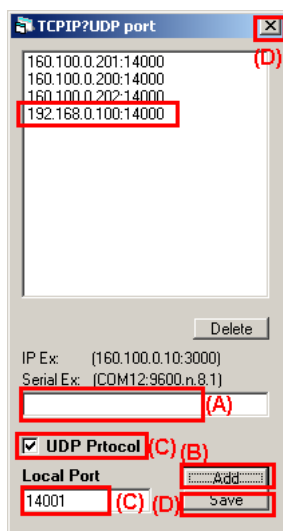 TCPIP?UDP port
(D)
160.100.0.201:14000
160.100.0.200:14000
160.100.0.202:14000
192.168.0.100:14000
Delete
IP Ex: (160.100.0.10:3000)
Serial Ex: (COM12:9600.n.8.1)
(A)
UDP Prtocol (C) (B)
Local Port Add
14001 (C) (D) Save